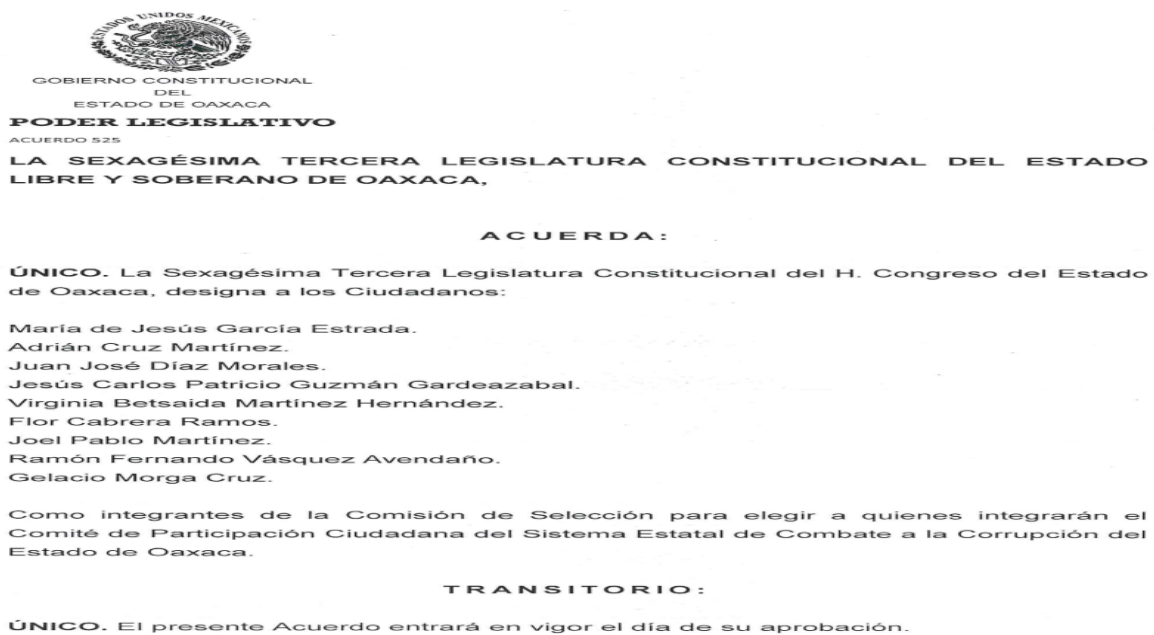 ESTADOS UNIDOS MEXICANOS
GOBIERNO CONSTITUCIONAL
DEL
ESTADO DE OAXACA
PODER LEGISLATIVO
ACUERDO 525
LA SEXAGÉSIMA TERCERA LEGISLATURA CONSTITUCIONAL DEL ESTADO
LIBRE Y SOBERANO DE OAXACA,
A C U E R D A :
ÚNICO. La Sexagésima Tercera Legislatura Constitucional del H. Congreso del Estado
de Oaxaca, designa a los Ciudadanos:
María de Jesús García Estrada.
Adrián Cruz Martínez.
Juan José Díaz Morales.
Jesús Carlos Patricio Guzmán Gardeazabal.
Virginia Betsaida Martínez Hernández.
Flor Cabrera Ramos.
Joel Pablo Martínez.
Ramón Fernando Vásquez Avendaño.
Gelacio Morga Cruz.
Como integrantes de la Comisión de Selección para elegir a quienes integrarán el
Comité de Participación Ciudadana del Sistema Estatal de Combate a la Corrupción del
Estado de Oaxaca.
T R A N S I T O R I O :
ÚNICO. El presente Acuerdo entrará en vigor el día de su aprobación.